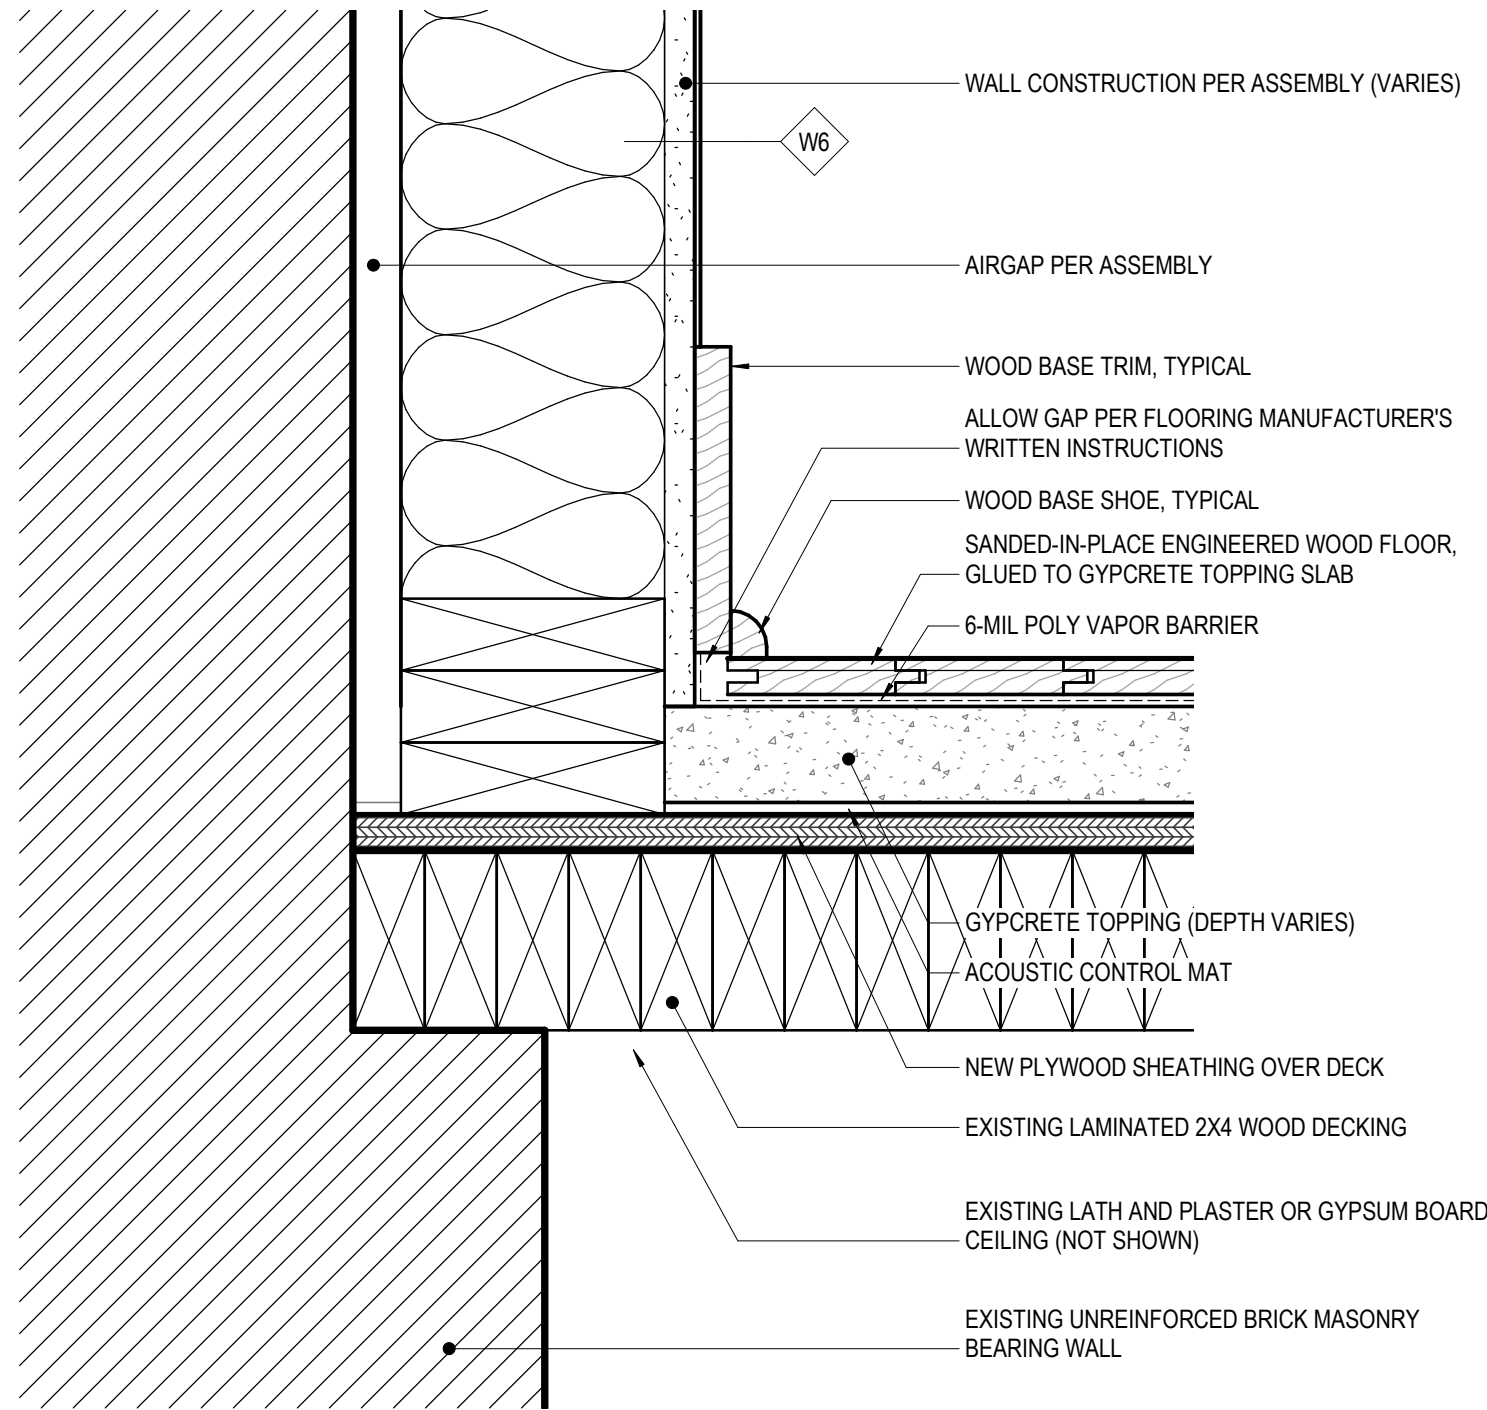 WALL CONSTRUCTION PER ASSEMBLY (VARIES)
W6
AIRGAP PER ASSEMBLY
WOOD BASE TRIM, TYPICAL
ALLOW GAP PER FLOORING MANUFACTURER'S
WRITTEN INSTRUCTIONS
WOOD BASE SHOE, TYPICAL
SANDED-IN-PLACE ENGINEERED WOOD FLOOR,
GLUED TO GYPCRETE TOPPING SLAB
6-MIL POLY VAPOR BARRIER
GYPCRETE TOPPING (DEPTH VARIES)
ACOUSTIC CONTROL MAT
NEW PLYWOOD SHEATHING OVER DECK
EXISTING LAMINATED 2X4 WOOD DECKING
EXISTING LATH AND PLASTER OR GYPSUM BOARD
CEILING (NOT SHOWN)
EXISTING UNREINFORCED BRICK MASONRY
BEARING WALL